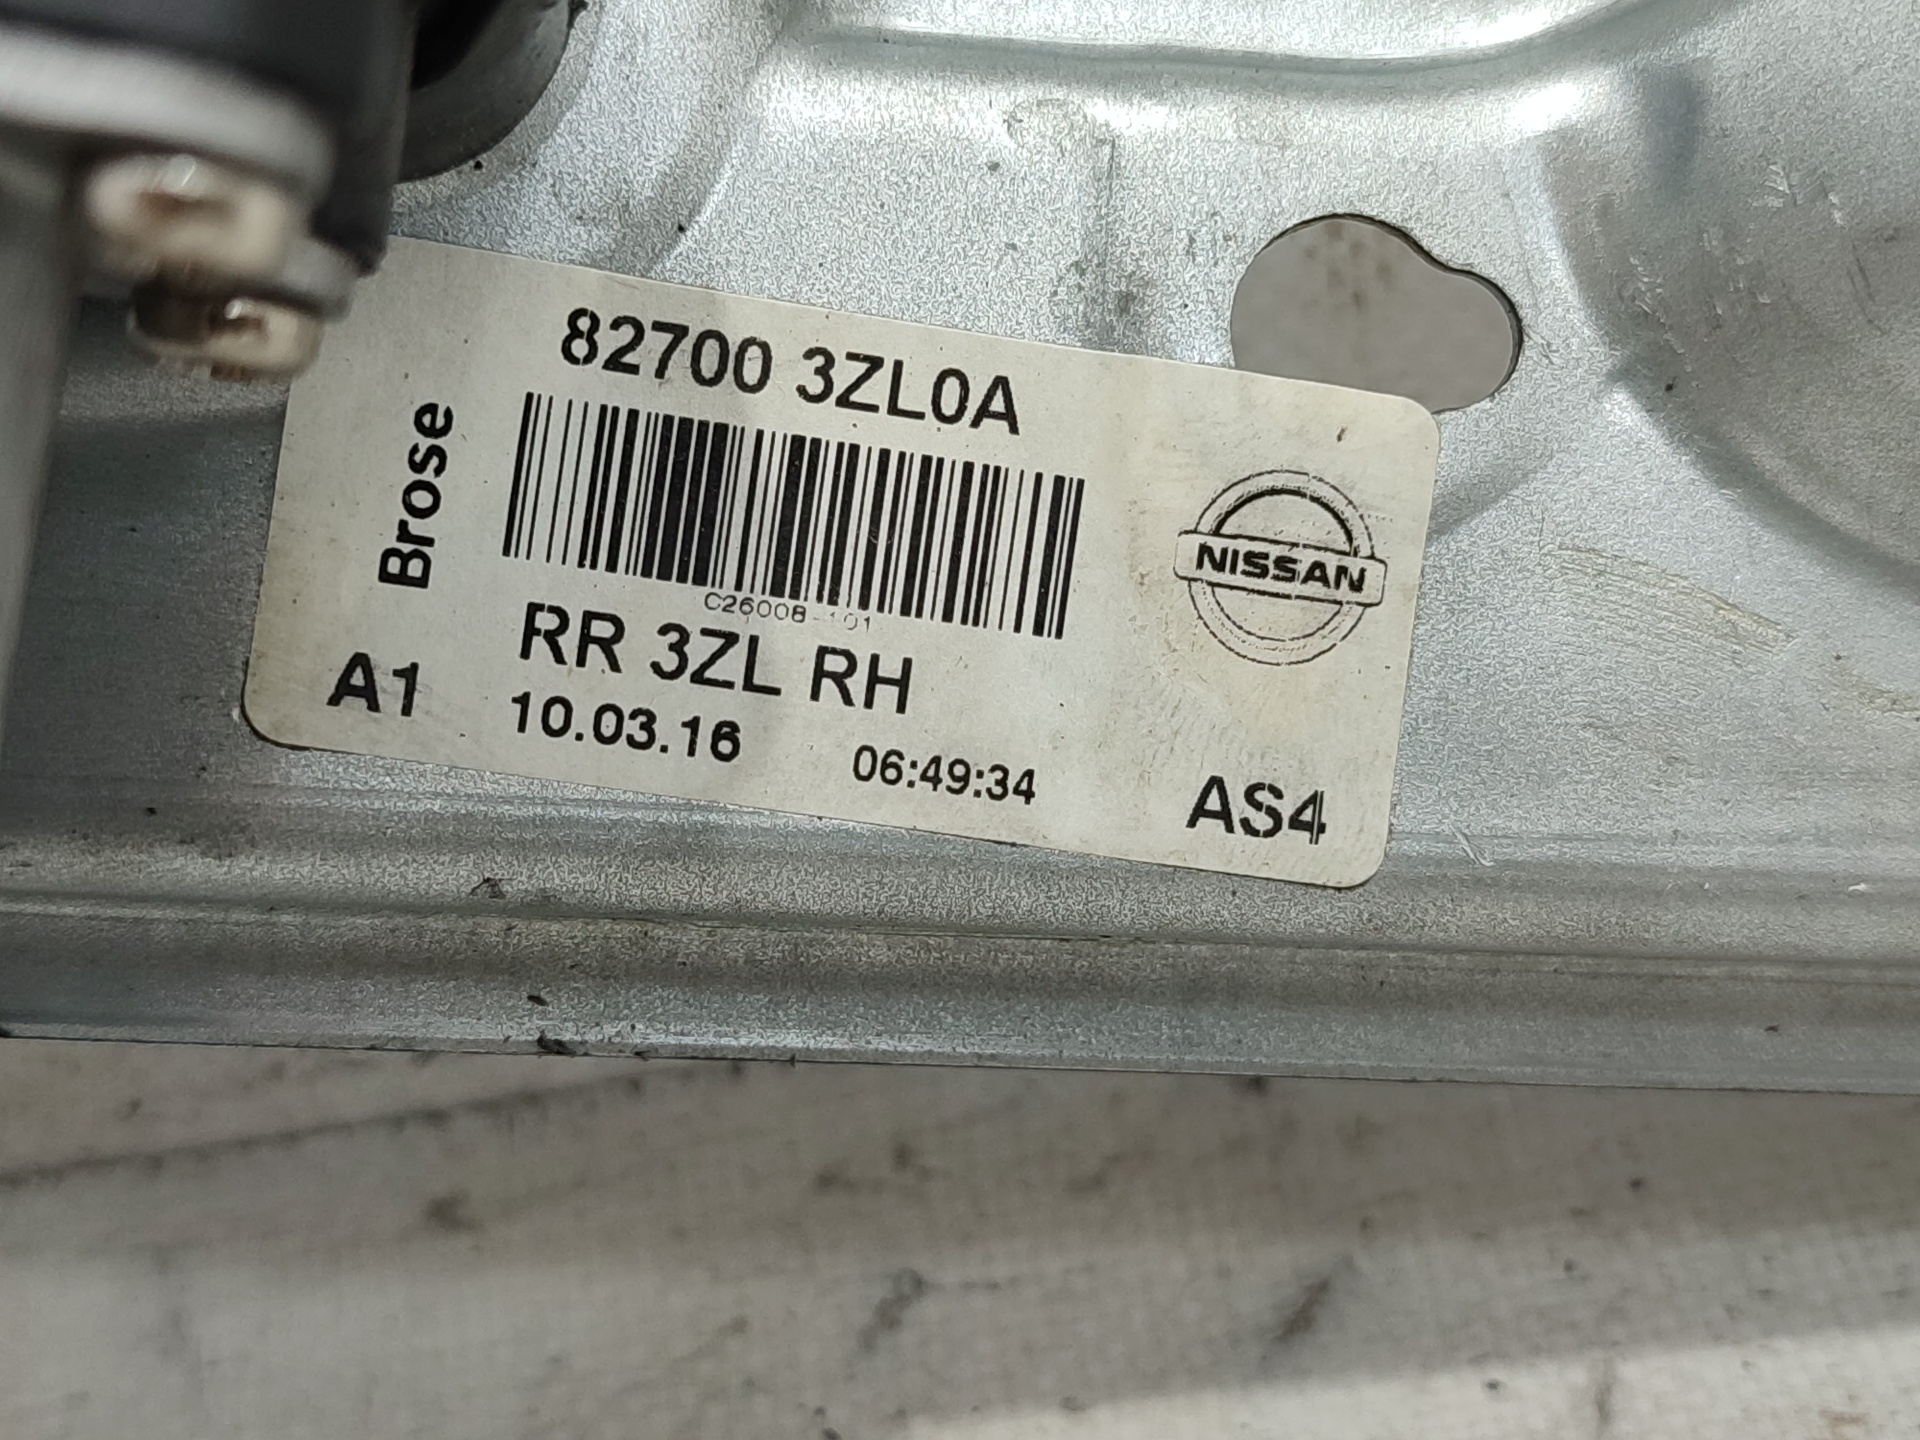 82700 3ZL0A
Brose
C26008-101
NISSAN
RR 3ZL RH
A1
10.03.16 06:49:34
AS4